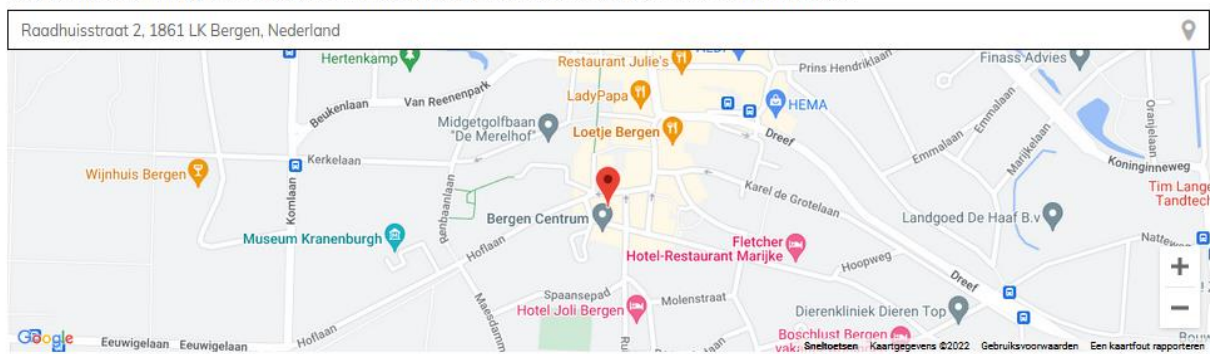 Raadhuisstraat 2, 1861 LK Bergen, Nederland
Hertenkamp
Restaurant Julie's
Prins Hendriklaan
Finass Advies
Van Reenenpark
Beukenlaan
LadyPapa
HEMA
Midgetgolfbaan
"De Merelhof"
Loetje Bergen
Dreef
Emmalaan
Emmalaan
Marijkelaan
Oranjelaan
Koninginneweg
Kerkelaan
Wijnhuis Bergen
Komlaan
Renbaanlaan
Karel de Grotelaan
Tim Lange
Tandtech
Bergen Centrum
Landgoed De Haaf B.v
Museum Kranenburgh
Hoflaan
Fletcher
Hotel-Restaurant Marijke
Hoopweg
Dreef
Spaansepad
Molenstraat
Hotel Joli Bergen
Dierenkliniek Dieren Top
Boschlust Bergen
Google
Eeuwigelaan
Eeuwigelaan
Hoflaan
Sneltoetsen
Kaartgegevens ©2022
Gebruiksvoorwaarden
Een kaartfout rapporteren